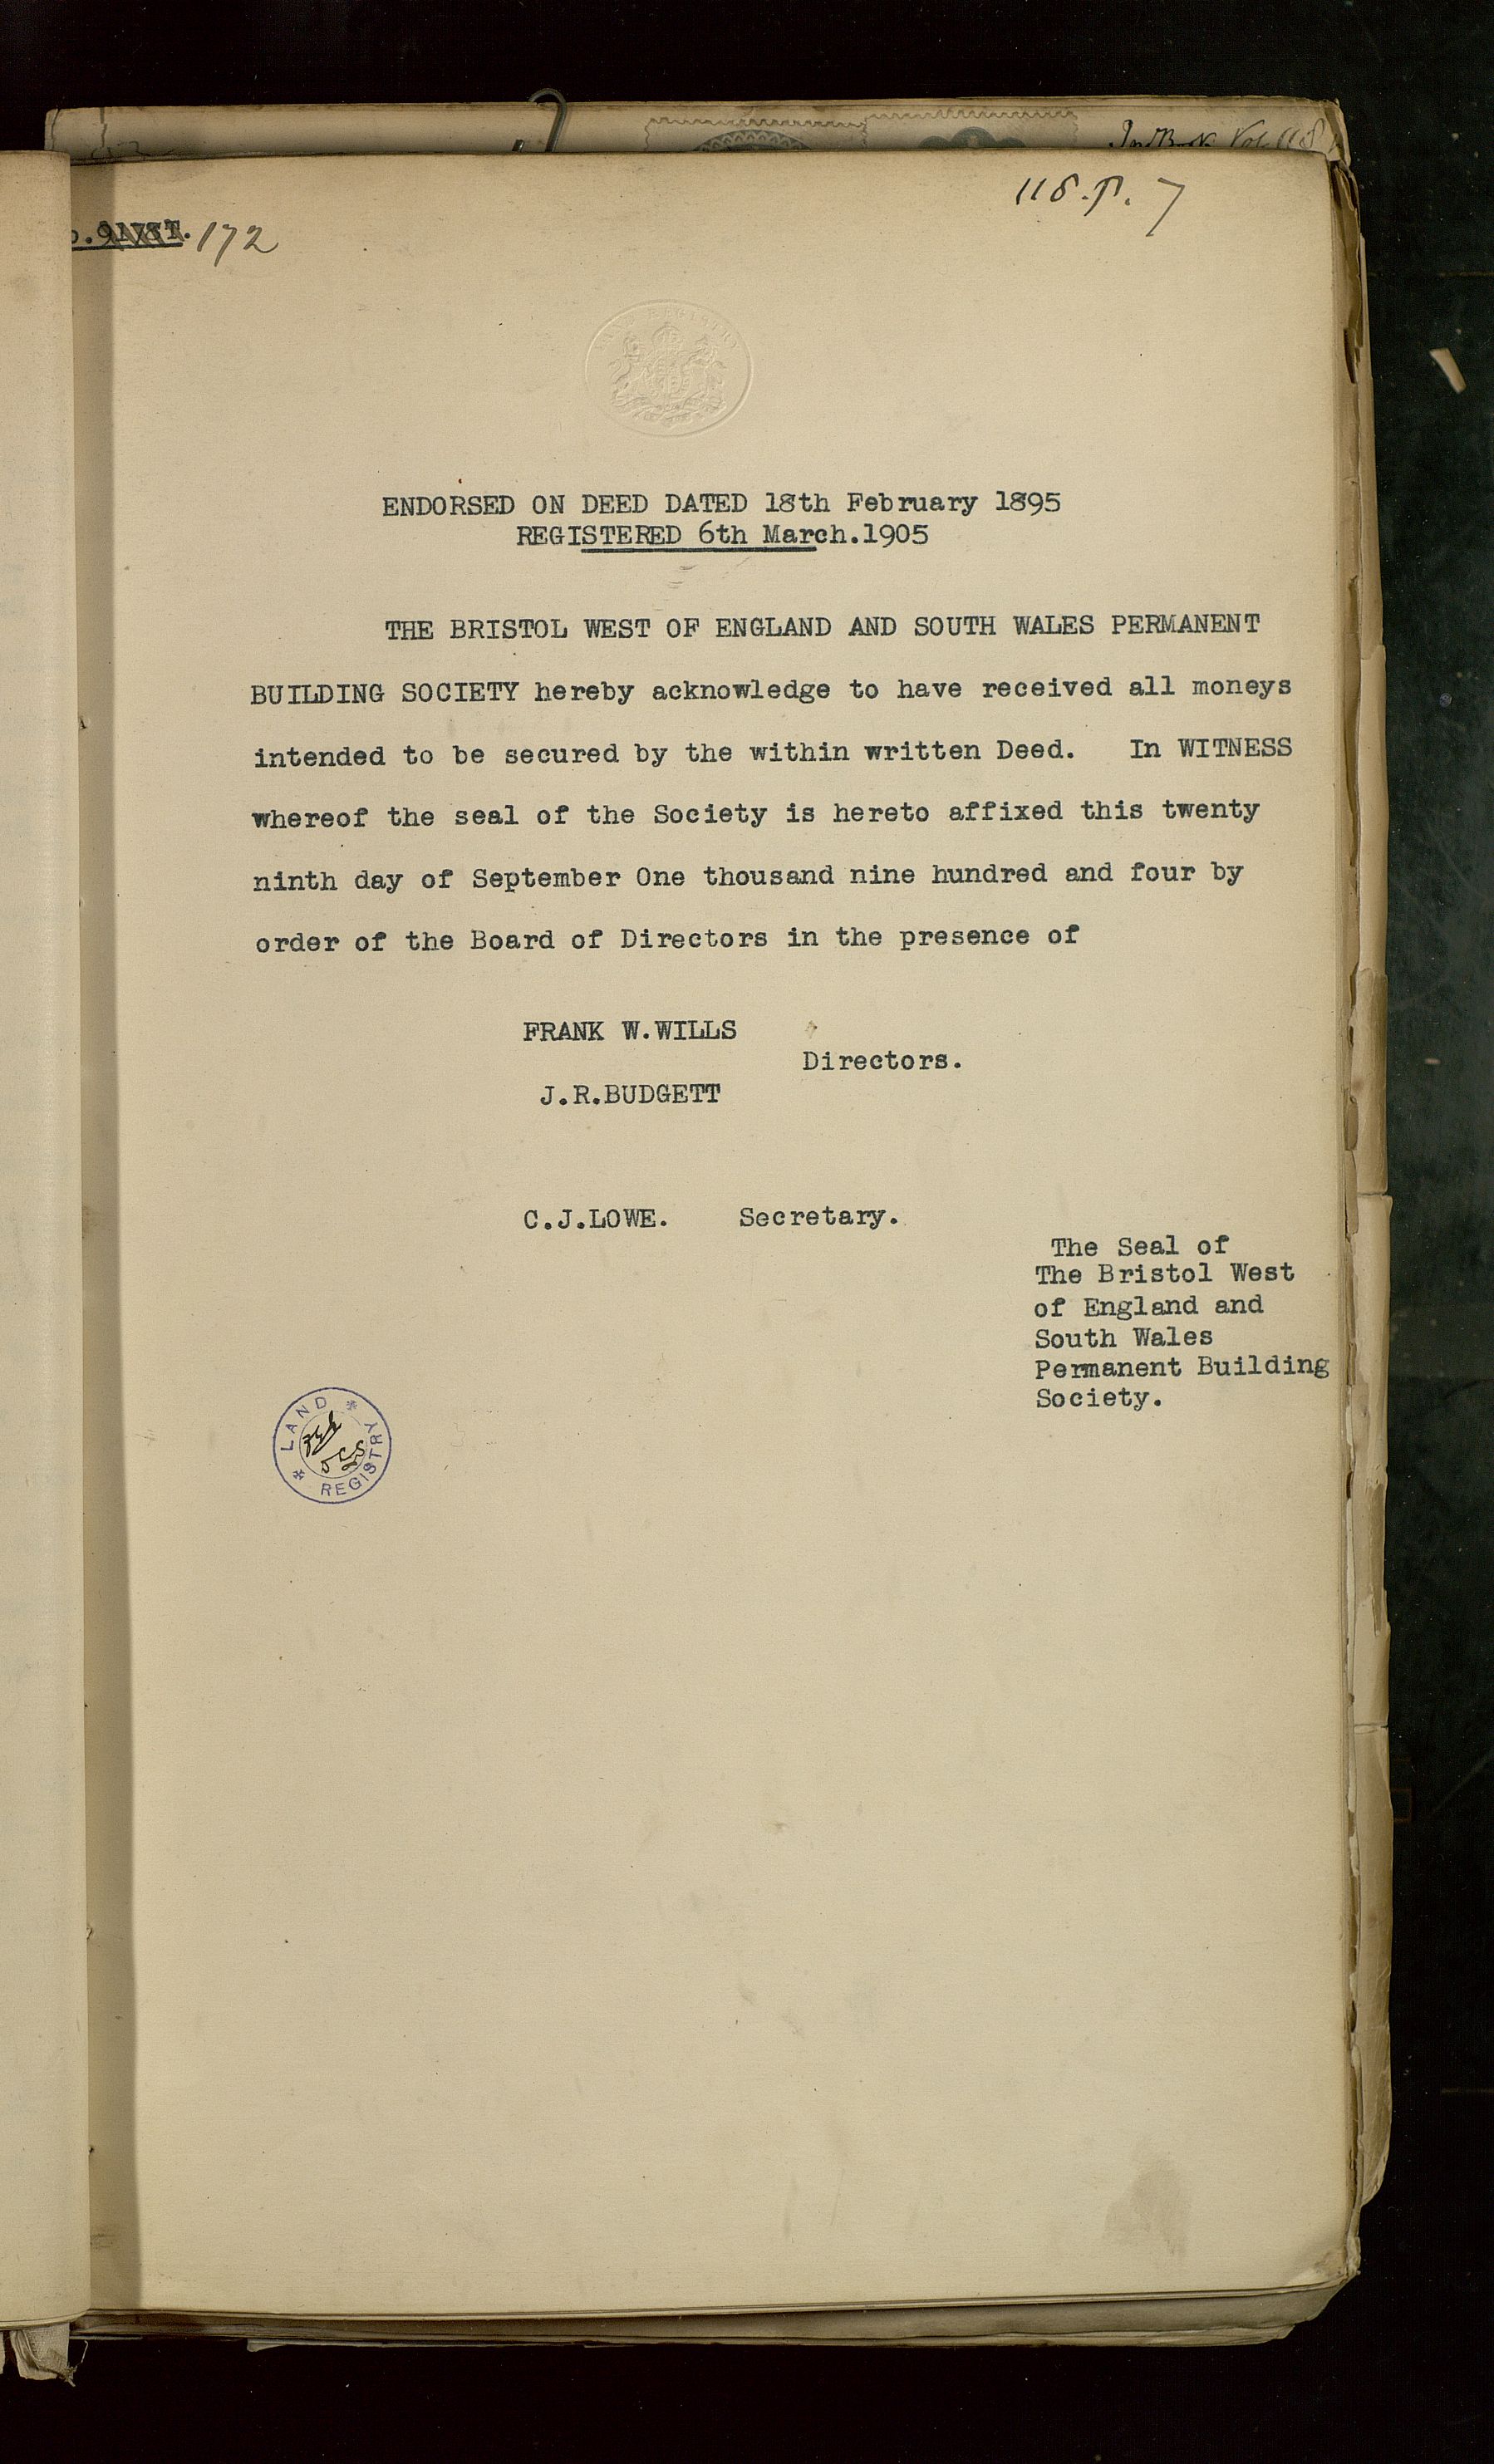 118.P. 7
172
LAND REGISTRY
ENDORSED ON DEED DATED 18th February 1895
REGISTERED 6th March.1905
THE BRISTOL WEST OF ENGLAND AND SOUTH WALES PERMANENT
BUILDING SOCIETY hereby acknowledge to have received all moneys
intended to be secured by the within written Deed. In WITNESS
whereof the seal of the Society is hereto affixed this twenty
ninth day of September One thousand nine hundred and four by
order of the Board of Directors in the presence of
FRANK W.WILLS
Directors.
J.R.BUDGETT
C.J.LOWE. Secretary.
The Seal of
The Bristol West
of England and
South Wales
Permanent Building
Society.
LAND REGISTRY